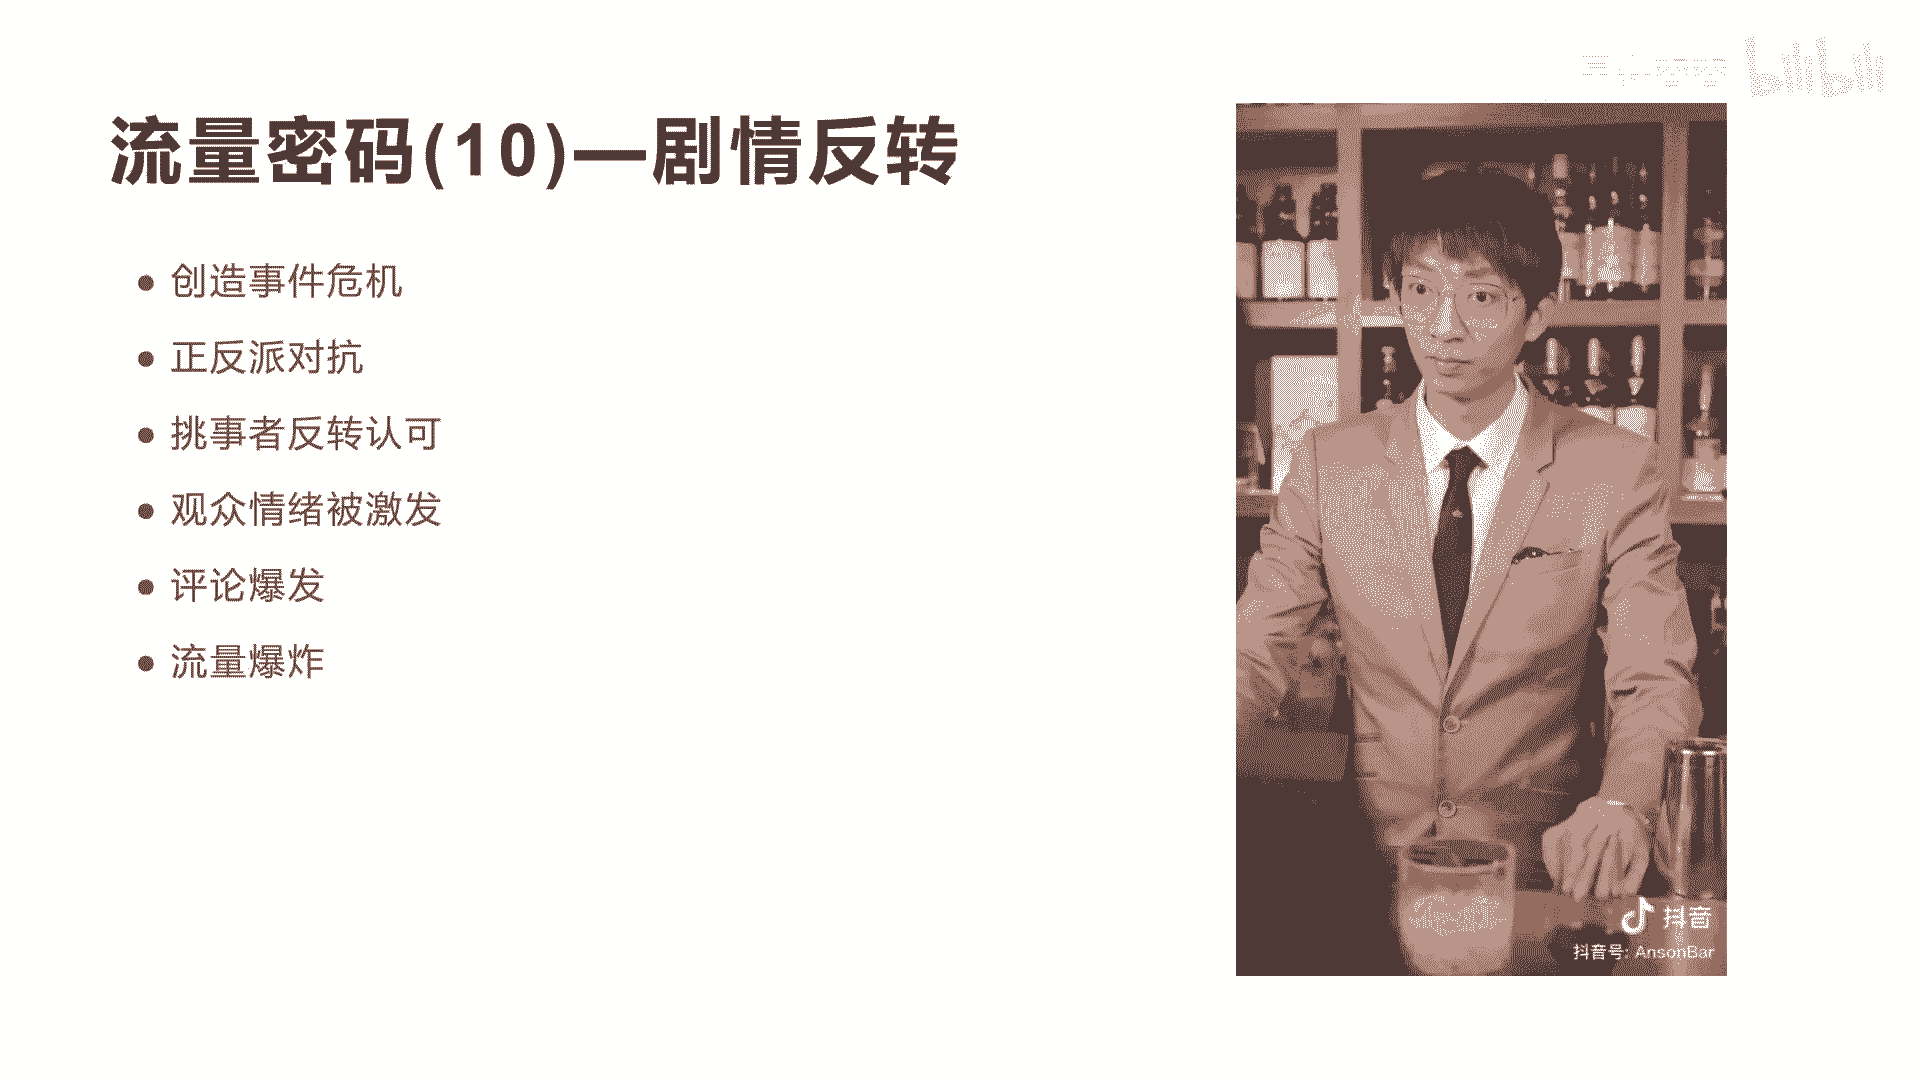 bilibili
流量密码(10)—剧情反转
• 创造事件危机
• 正反派对抗
• 挑事者反转认可
• 观众情绪被激发
• 评论爆发
• 流量爆炸
抖音
抖音号: AnsonBar